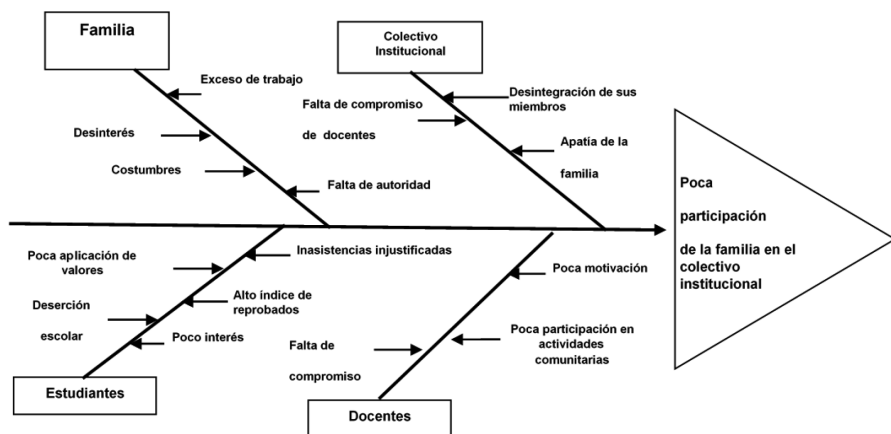 Familia
Exceso de trabajo
Desinterés
Costumbres
Falta de autoridad
Colectivo
Institucional
Desintegración de sus
miembros
Falta de compromiso
de docentes
Apatía de la
familia
Poca
participación
de la familia en el
colectivo
institucional
Inasistencias injustificadas
Poca aplicación de
valores
Alto índice de
reprobados
Deserción
escolar
Poco interés
Estudiantes
Poca motivación
Poca participación en
actividades
comunitarias
Falta de
compromiso
Docentes